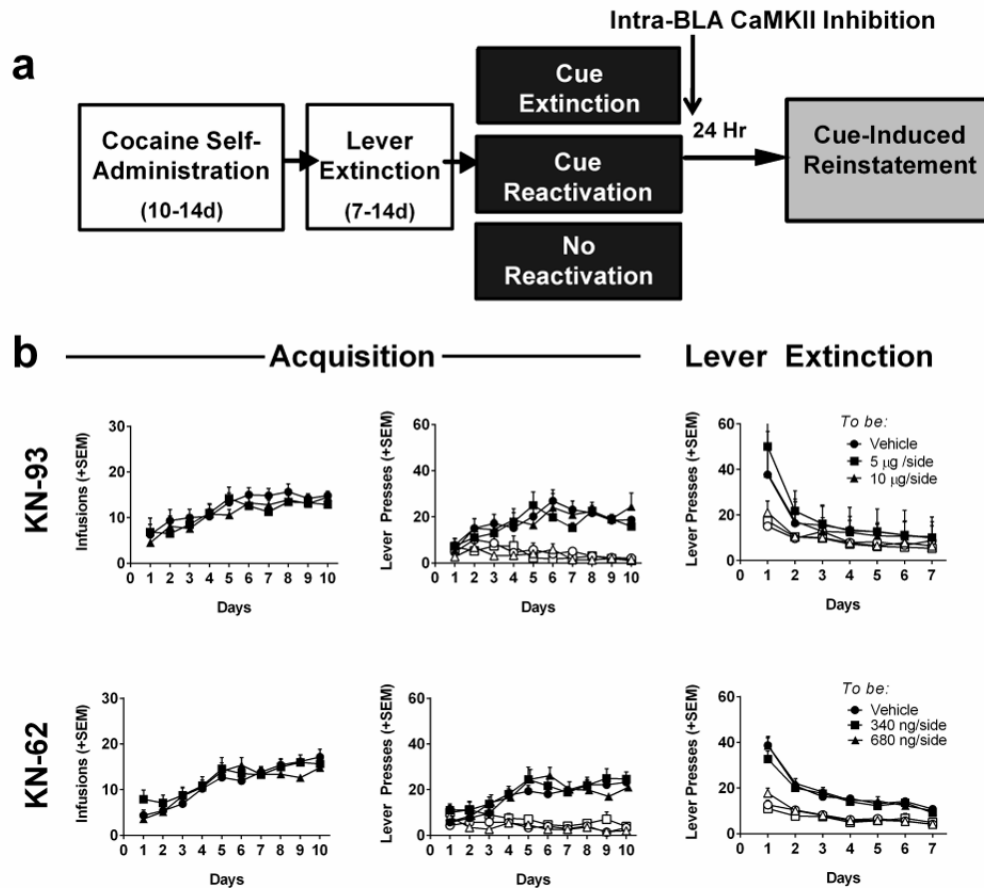 Intra-BLA CaMKII Inhibition
a
Cocaine Self-
Administration
(10-14d)
Lever
Extinction
(7-14d)
Cue
Extinction
Cue
Reactivation
No
Reactivation
24 Hr
Cue-Induced
Reinstatement
b
Acquisition
Lever Extinction
KN-93
Infusions (+SEM)
30
20
10
0
0 1 2 3 4 5 6 7 8 9 10
Days
Lever Presses (+SEM)
60
40
20
0
0 1 2 3 4 5 6 7 8 9 10
Days
Lever Presses (+SEM)
60
40
20
0
0 1 2 3 4 5 6 7
Days
To be:
Vehicle
5 µg /side
10 µg/side
KN-62
Infusions (+SEM)
30
20
10
0
0 1 2 3 4 5 6 7 8 9 10
Days
Lever Presses (+SEM)
60
40
20
0
0 1 2 3 4 5 6 7 8 9 10
Days
Lever Presses (+SEM)
60
40
20
0
0 1 2 3 4 5 6 7
Days
To be:
Vehicle
340 ng/side
680 ng/side